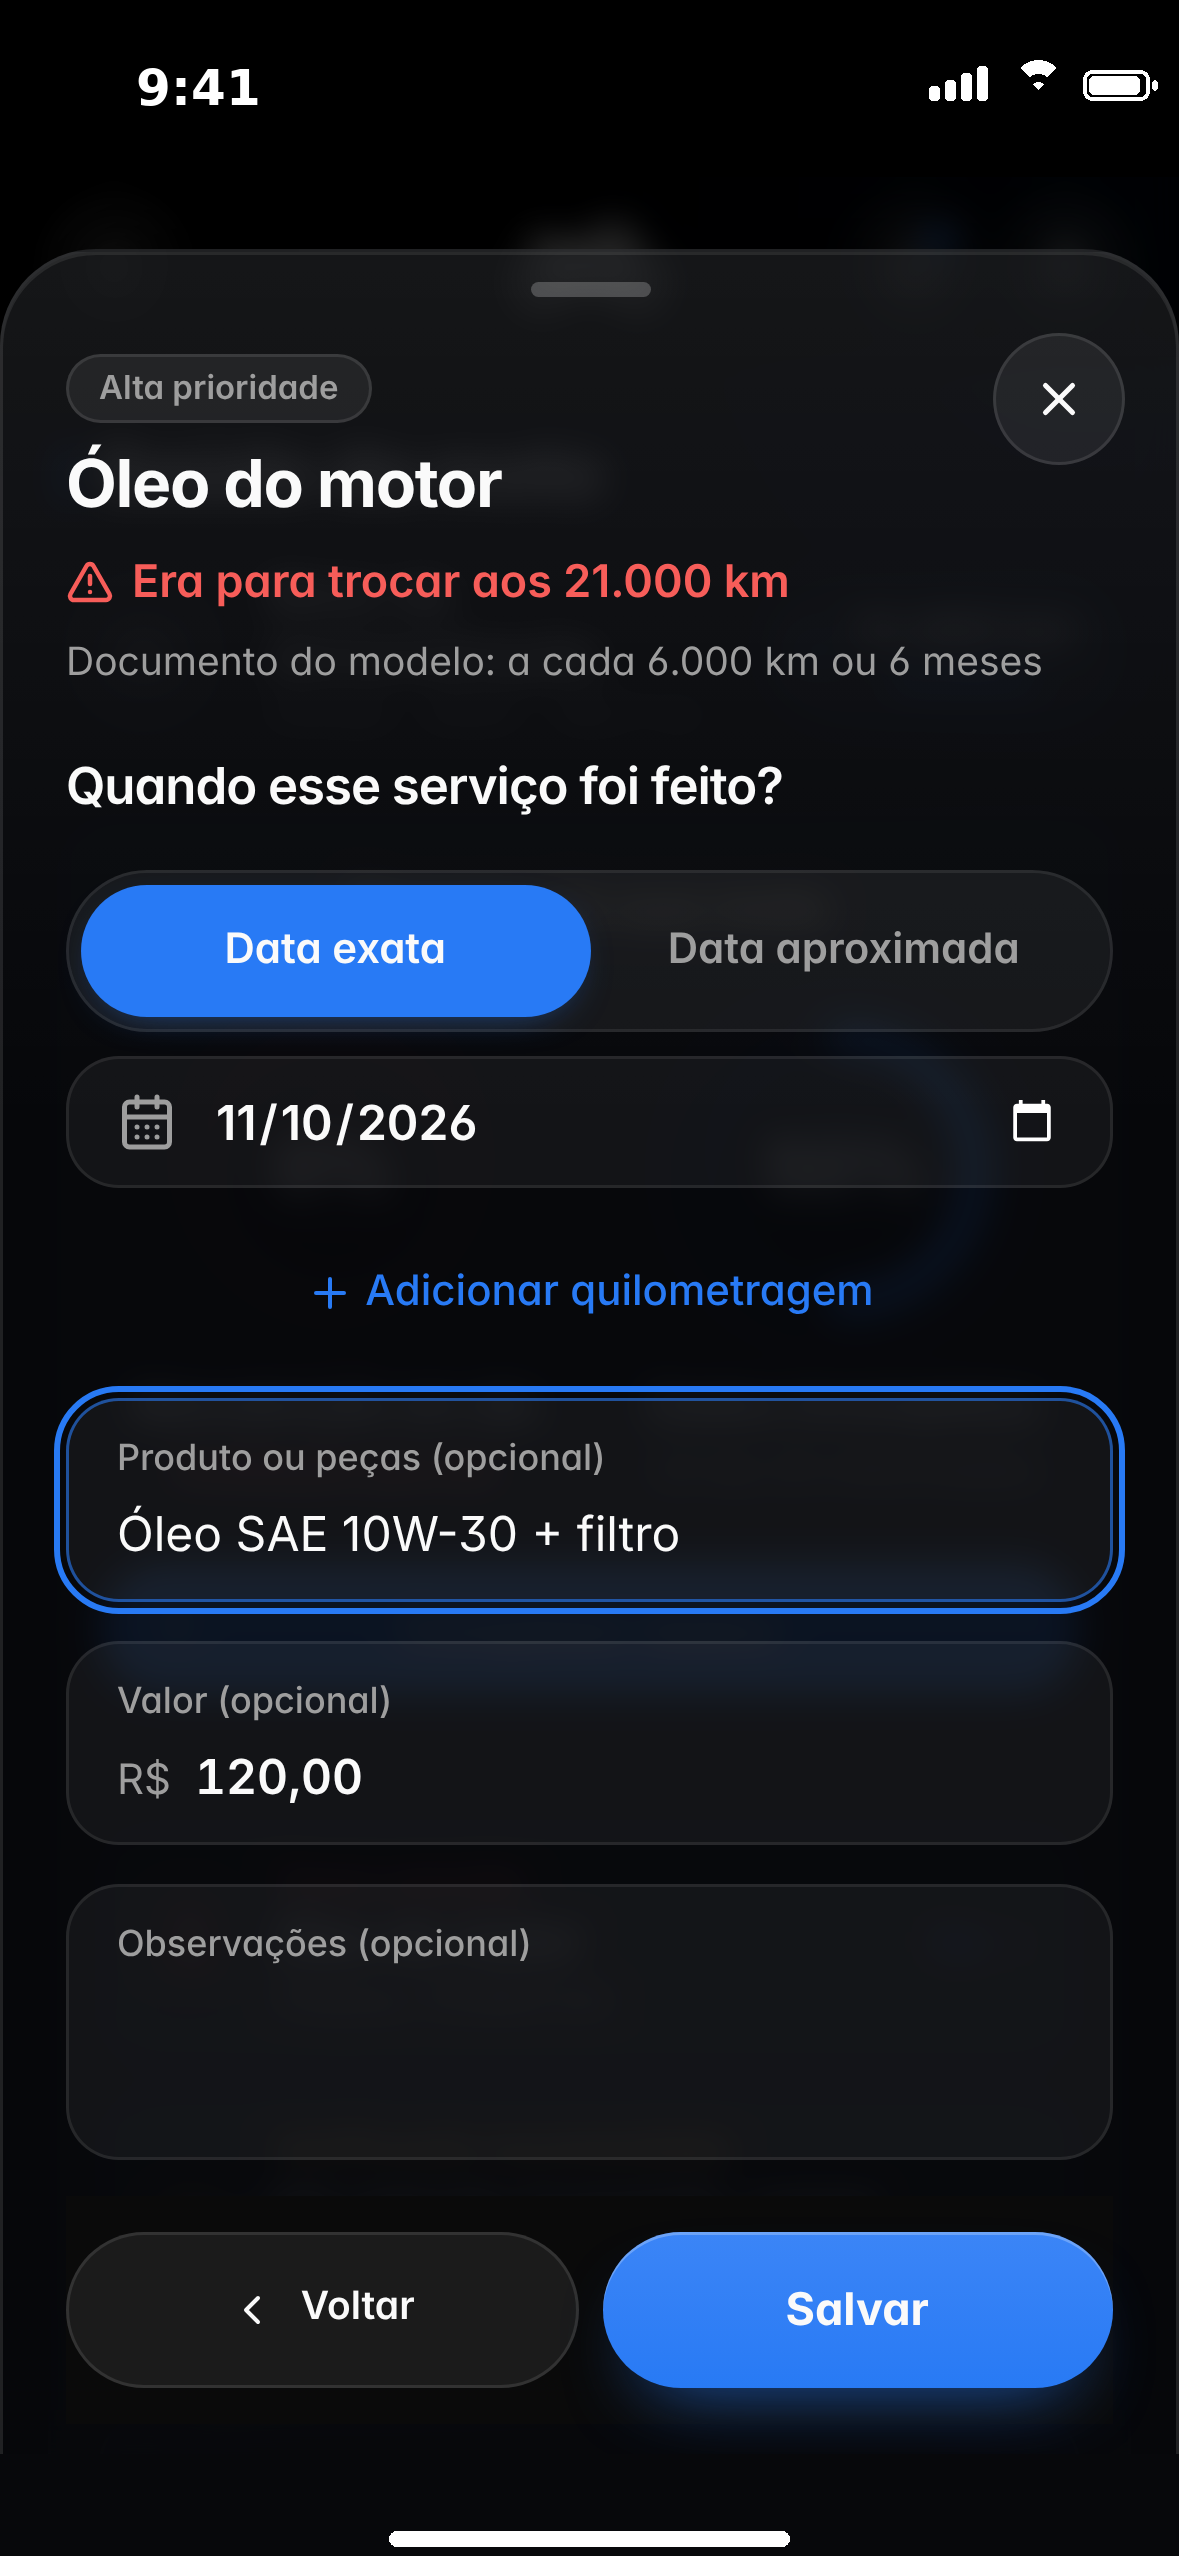 9:41
Alta prioridade
Óleo do motor
Era para trocar aos 21.000 km
Documento do modelo: a cada 6.000 km ou 6 meses
Quando esse serviço foi feito?
Data exata
Data aproximada
11/10/2026
+ Adicionar quilometragem
Produto ou peças (opcional)
Óleo SAE 10W-30 + filtro
Valor (opcional)
R$ 120,00
Observações (opcional)
Voltar
Salvar